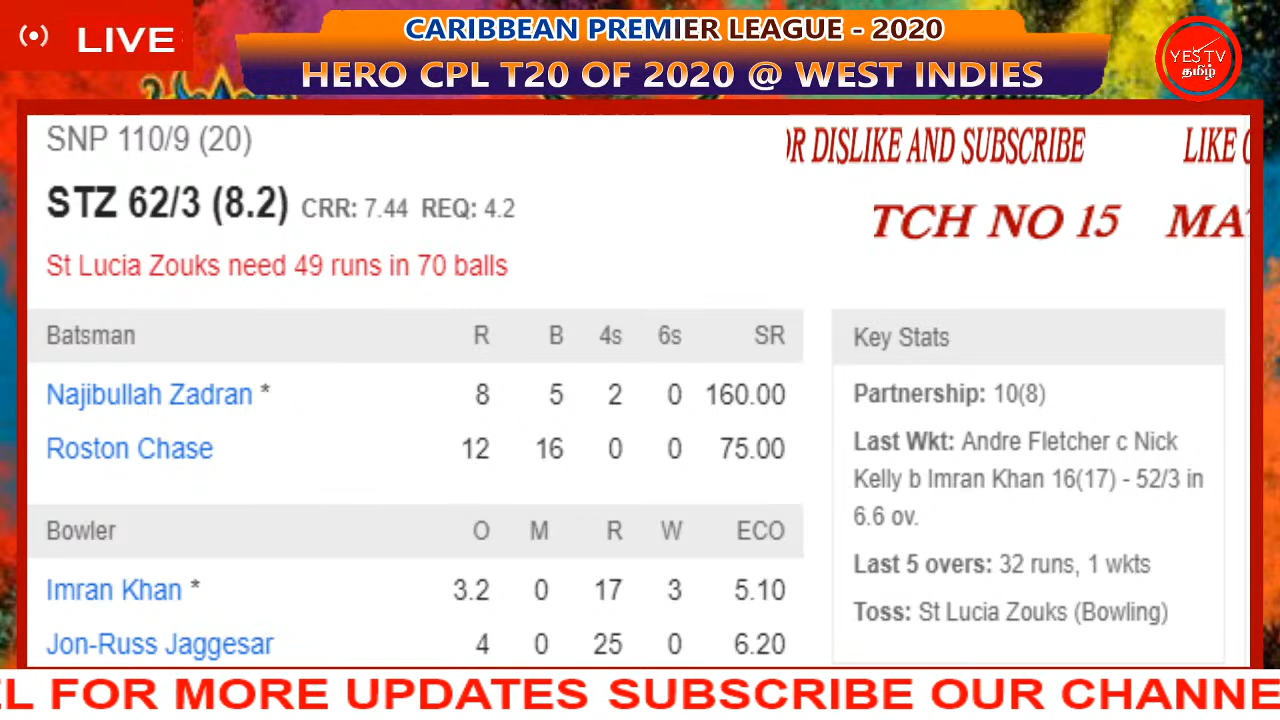 LIVE
CARIBBEAN PREMIER LEAGUE - 2020
HERO CPL T20 OF 2020 @ WEST INDIES
YES TV
தமிழ்
SNP 110/9 (20)
DISLIKE AND SUBSCRIBE LIKE
STZ 62/3 (8.2) CRR: 7.44 REQ: 4.2
TCH NO 15 MA
St Lucia Zouks need 49 runs in 70 balls
Batsman R B 4s 6s SR
Najibullah Zadran * 8 5 2 0 160.00
Roston Chase 12 16 0 0 75.00
Bowler O M R W ECO
Imran Khan * 3.2 0 17 3 5.10
Jon-Russ Jaggesar 4 0 25 0 6.20
Key Stats
Partnership: 10(8)
Last Wkt: Andre Fletcher c Nick
Kelly b Imran Khan 16(17) - 52/3 in
6.6 ov.
Last 5 overs: 32 runs, 1 wkts
Toss: St Lucia Zouks (Bowling)
EL FOR MORE UPDATES SUBSCRIBE OUR CHANNE